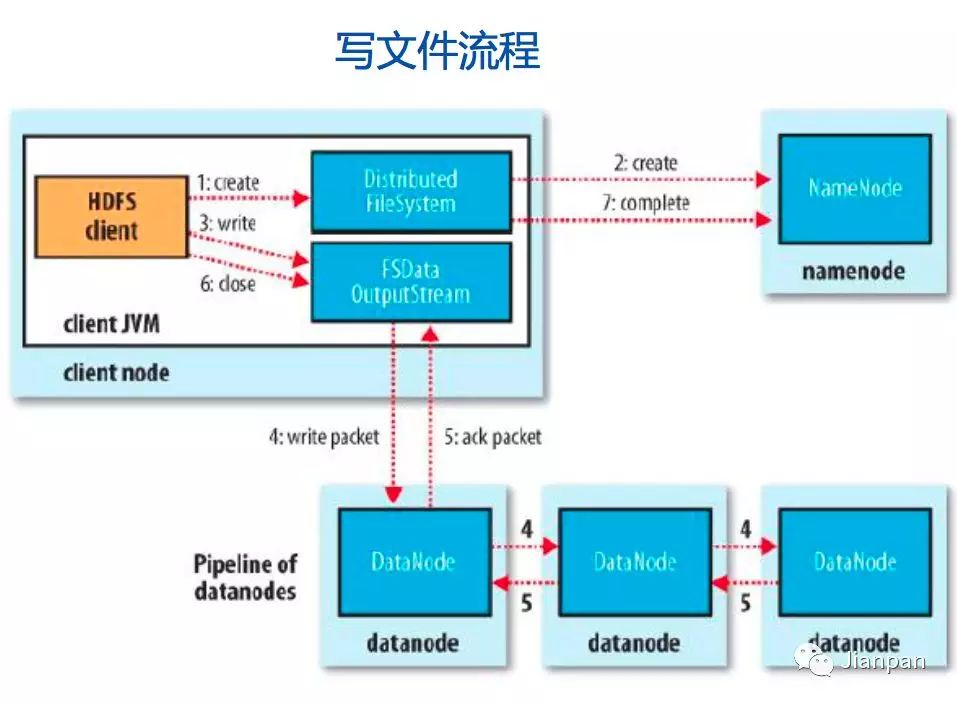 写文件流程
HDFS
client
1: create
3: write
6: close
Distributed
FileSystem
FSData
OutputStream
client JVM
client node
2: create
7: complete
NameNode
namenode
4: write packet
5: ack packet
Pipeline of
datanodes
DataNode
datanode
4
5
DataNode
datanode
4
5
DataNode
datanode
Jianpan